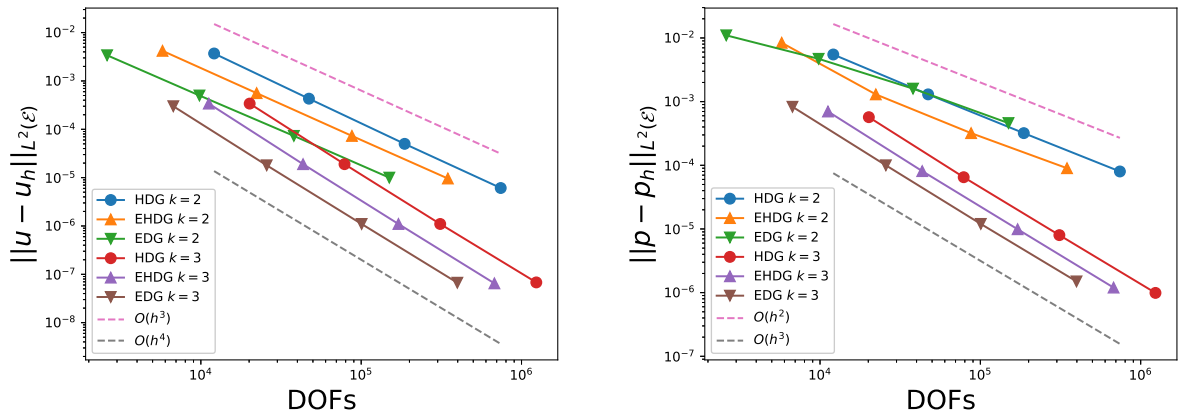 10⁻²
10⁻³
10⁻⁴
10⁻⁵
10⁻⁶
10⁻⁷
10⁻⁸
||u − u_h||_{L²(ℰ)}
HDG k = 2
EHDG k = 2
EDG k = 2
HDG k = 3
EHDG k = 3
EDG k = 3
O(h³)
O(h⁴)
10⁴ 10⁵ 10⁶
DOFs
10⁻²
10⁻³
10⁻⁴
10⁻⁵
10⁻⁶
10⁻⁷
||p − p_h||_{L²(ℰ)}
HDG k = 2
EHDG k = 2
EDG k = 2
HDG k = 3
EHDG k = 3
EDG k = 3
O(h²)
O(h³)
10⁴ 10⁵ 10⁶
DOFs